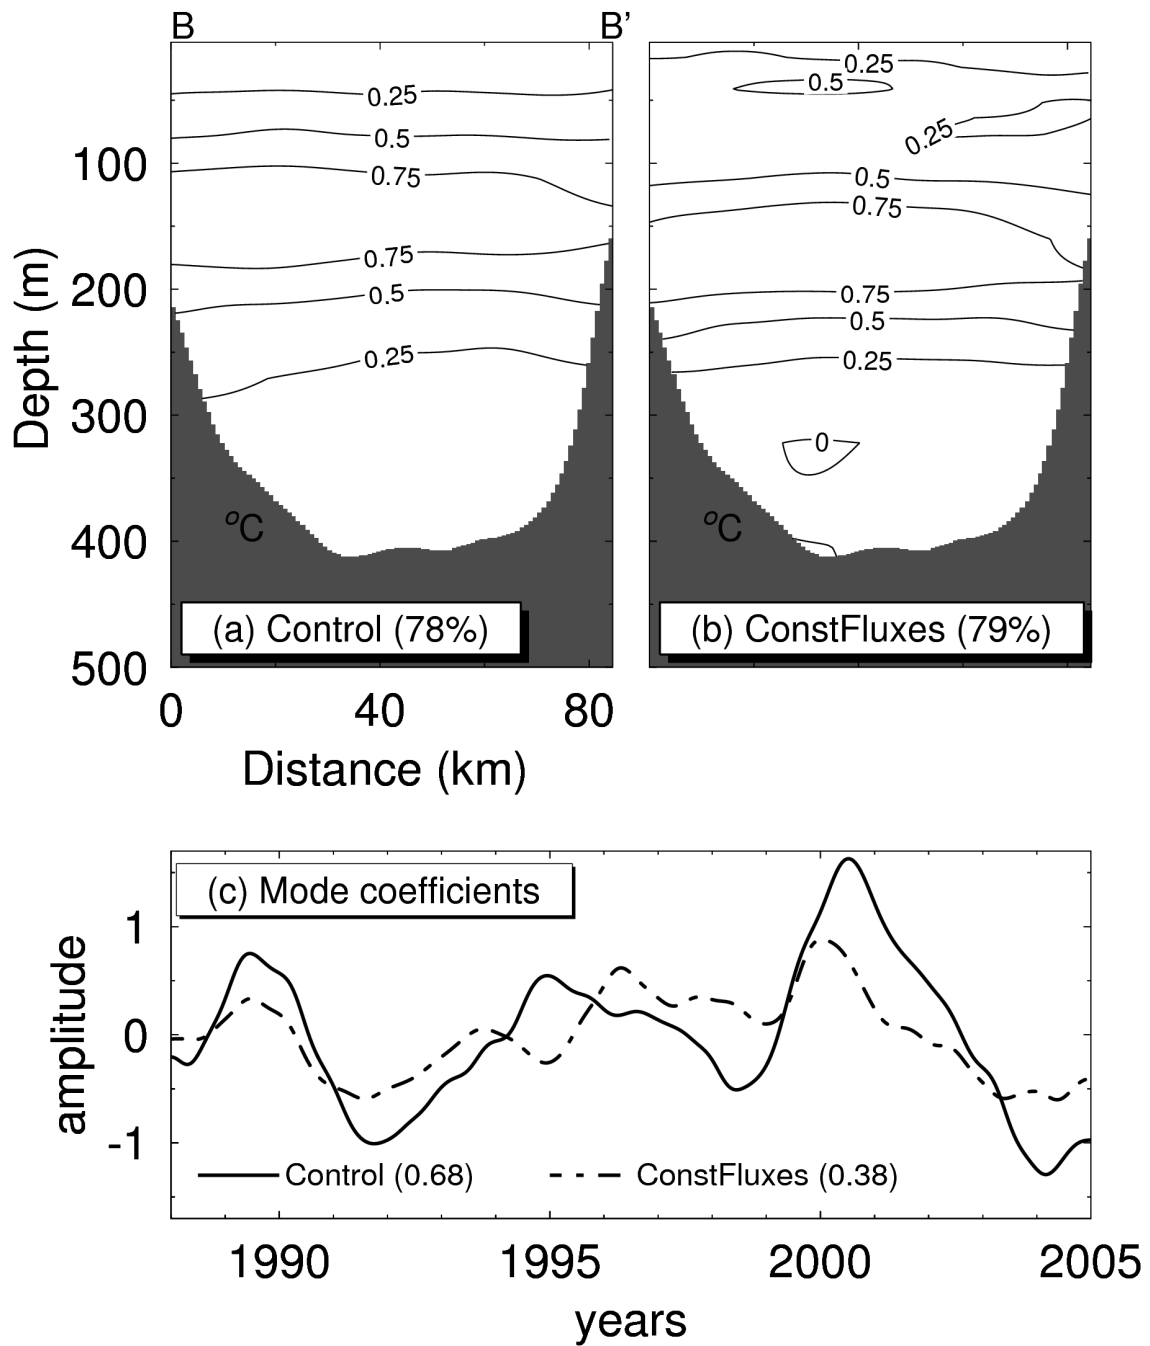 B B’
0.25
0.5
0.75
0.75
0.5
0.25
0.25
0.5
0.25
0.5
0.75
0.75
0.5
0.25
0
100
200
300
400
500
Depth (m)
°C
°C
(a) Control (78%)
(b) ConstFluxes (79%)
0 40 80
Distance (km)
(c) Mode coefficients
1
0
-1
amplitude
Control (0.68) ConstFluxes (0.38)
1990 1995 2000 2005
years